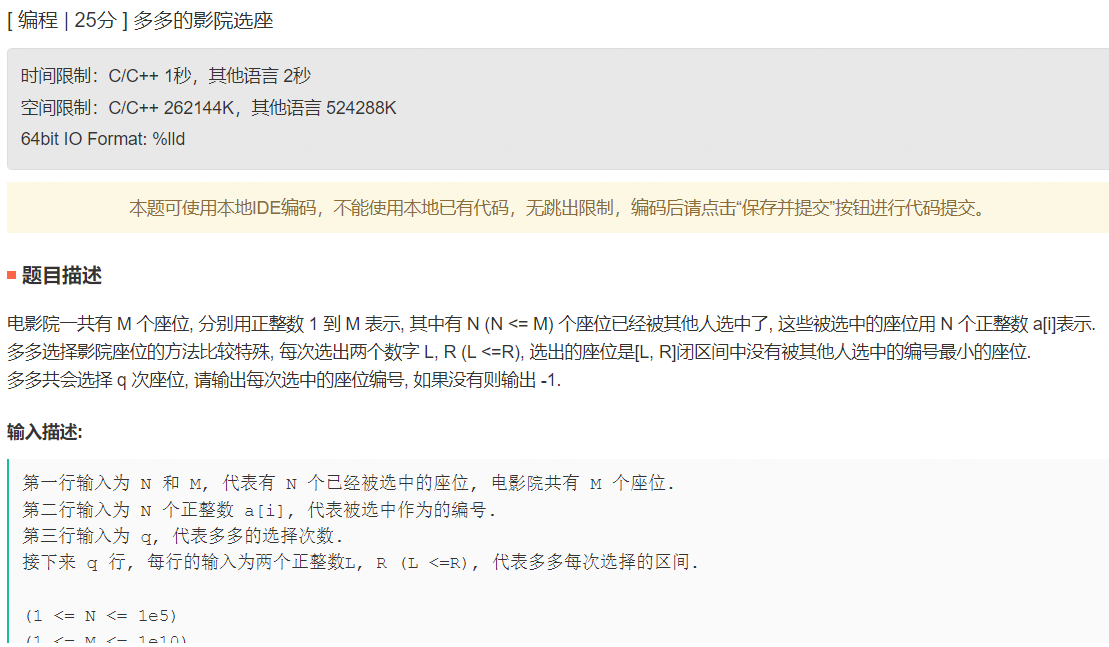 [ 编程 | 25分 ] 多多的影院选座
时间限制：C/C++ 1秒，其他语言 2秒
空间限制：C/C++ 262144K，其他语言 524288K
64bit IO Format: %lld
本题可使用本地IDE编码，不能使用本地已有代码，无跳出限制，编码后请点击“保存并提交”按钮进行代码提交。
题目描述
电影院一共有 M 个座位, 分别用正整数 1 到 M 表示, 其中有 N (N <= M) 个座位已经被其他人选中了, 这些被选中的座位用 N 个正整数 a[i]表示.
多多选择影院座位的方法比较特殊, 每次选出两个数字 L, R (L <=R), 选出的座位是[L, R]闭区间中没有被其他人选中的编号最小的座位.
多多共会选择 q 次座位, 请输出每次选中的座位编号, 如果没有则输出 -1.
输入描述:
第一行输入为 N 和 M, 代表有 N 个已经被选中的座位, 电影院共有 M 个座位.
第二行输入为 N 个正整数 a[i], 代表被选中作为的编号.
第三行输入为 q, 代表多多的选择次数.
接下来 q 行, 每行的输入为两个正整数L, R (L <=R), 代表多多每次选择的区间.
(1 <= N <= 1e5)
(1 <= M <= 1e10)